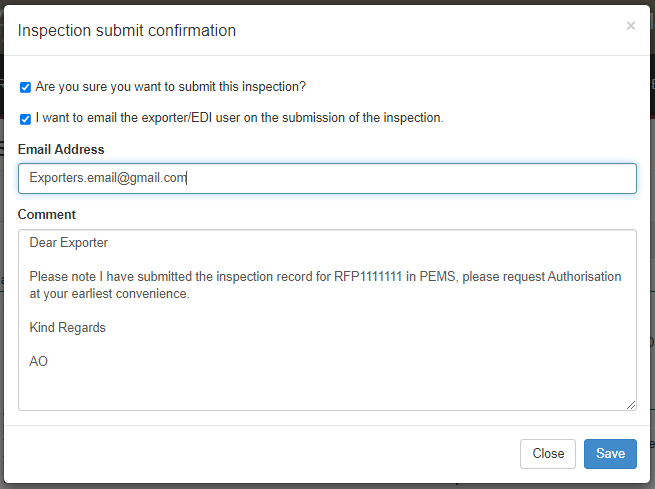 Inspection submit confirmation
×
Are you sure you want to submit this inspection?
I want to email the exporter/EDI user on the submission of the inspection.
Email Address
Exporters.email@gmail.com
Comment
Dear Exporter
Please note I have submitted the inspection record for RFP1111111 in PEMS, please request Authorisation
at your earliest convenience.
Kind Regards
AO
Close
Save